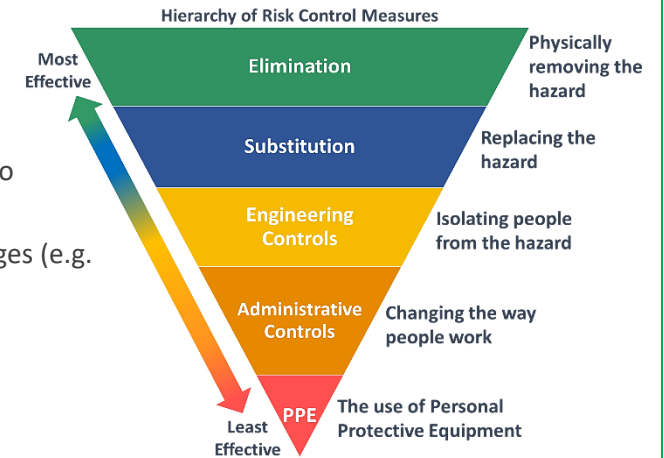 Hierarchy of Risk Control Measures
Most
Effective
Elimination
Physically
removing the
hazard
Substitution
Replacing the
hazard
o
Engineering
Controls
Isolating people
from the hazard
ges (e.g.
Administrative
Controls
Changing the way
people work
PPE
The use of Personal
Protective Equipment
Least
Effective